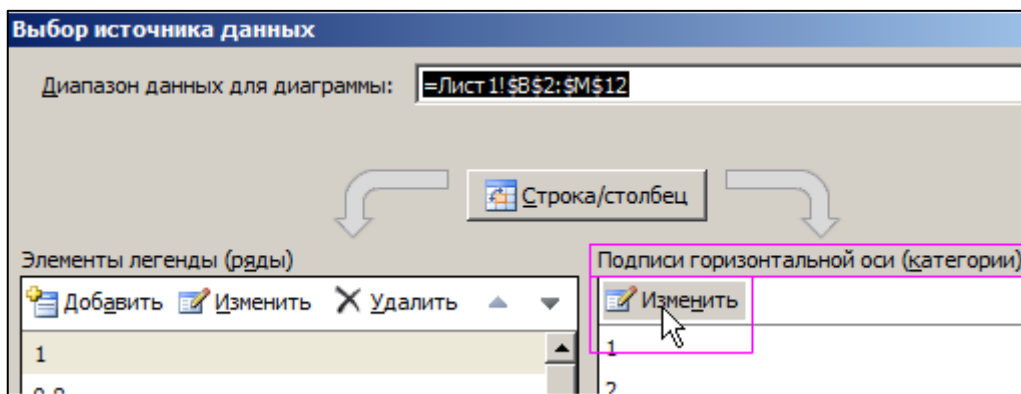 Выбор источника данных
Диапазон данных для диаграммы: =Лист1!$B$2:$M$12
Строка/столбец
Элементы легенды (ряды)
Подписи горизонтальной оси (категории)
Добавить Изменить Удалить
Изменить
1
1
2